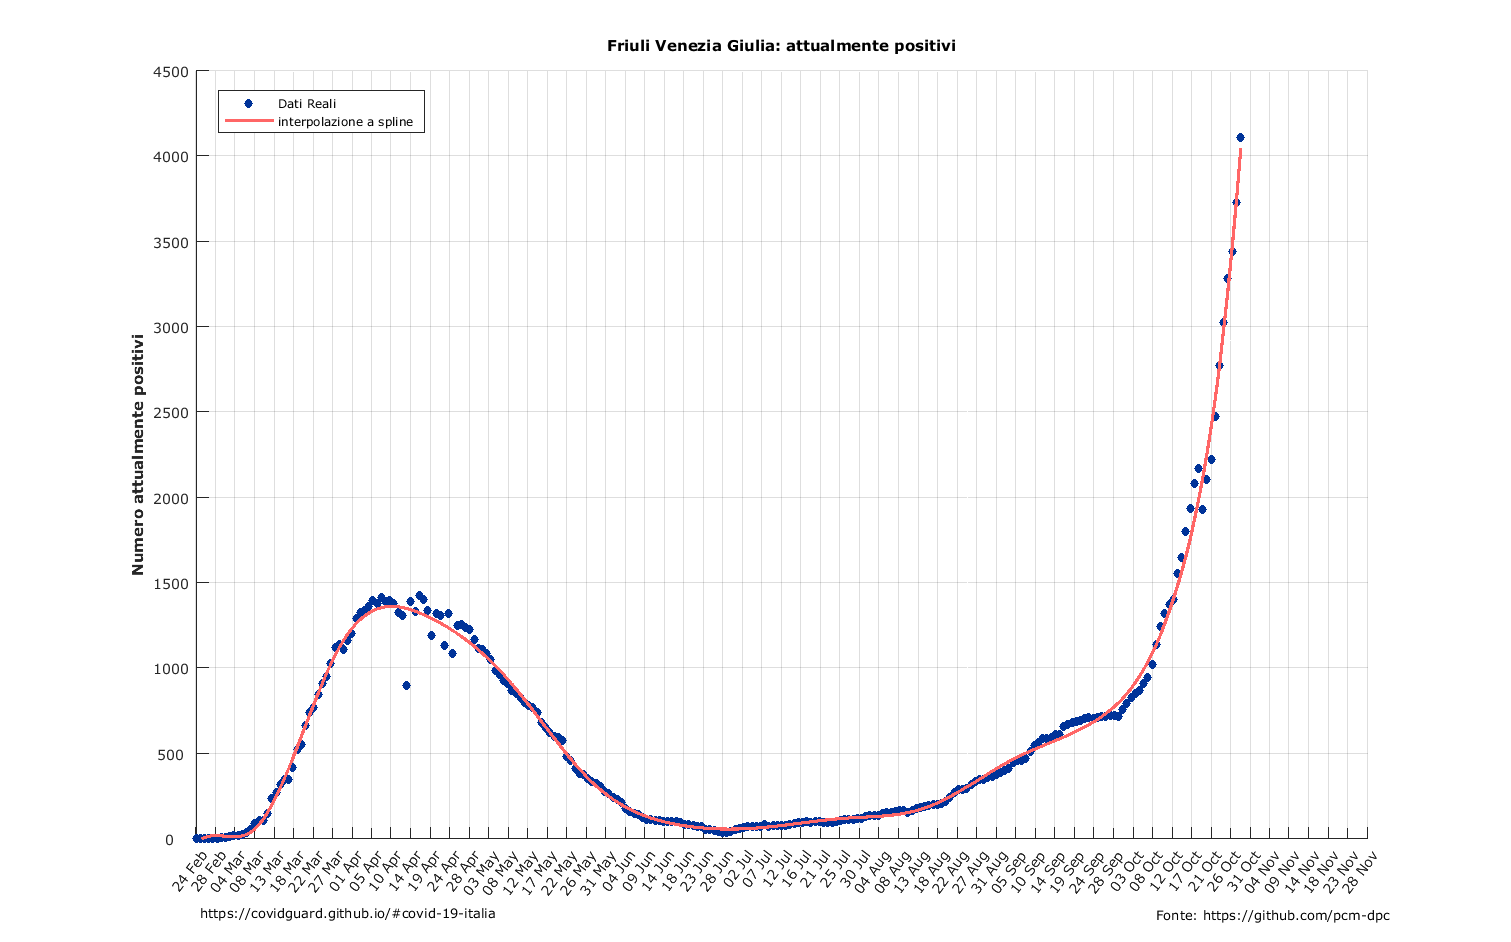 Friuli Venezia Giulia: attualmente positivi
4500
4000
3500
3000
2500
2000
1500
1000
500
0
Dati Reali
interpolazione a spline
Numero attualmente positivi
24 Feb
28 Feb
04 Mar
08 Mar
13 Mar
18 Mar
22 Mar
27 Mar
01 Apr
05 Apr
10 Apr
14 Apr
19 Apr
24 Apr
28 Apr
03 May
08 May
12 May
17 May
22 May
26 May
31 May
04 Jun
09 Jun
14 Jun
18 Jun
23 Jun
28 Jun
02 Jul
07 Jul
12 Jul
16 Jul
21 Jul
25 Jul
30 Jul
04 Aug
08 Aug
13 Aug
18 Aug
22 Aug
27 Aug
31 Aug
05 Sep
10 Sep
14 Sep
19 Sep
24 Sep
28 Sep
03 Oct
08 Oct
12 Oct
17 Oct
21 Oct
26 Oct
31 Oct
04 Nov
09 Nov
14 Nov
18 Nov
23 Nov
28 Nov
https://covidguard.github.io/#covid-19-italia
Fonte: https://github.com/pcm-dpc